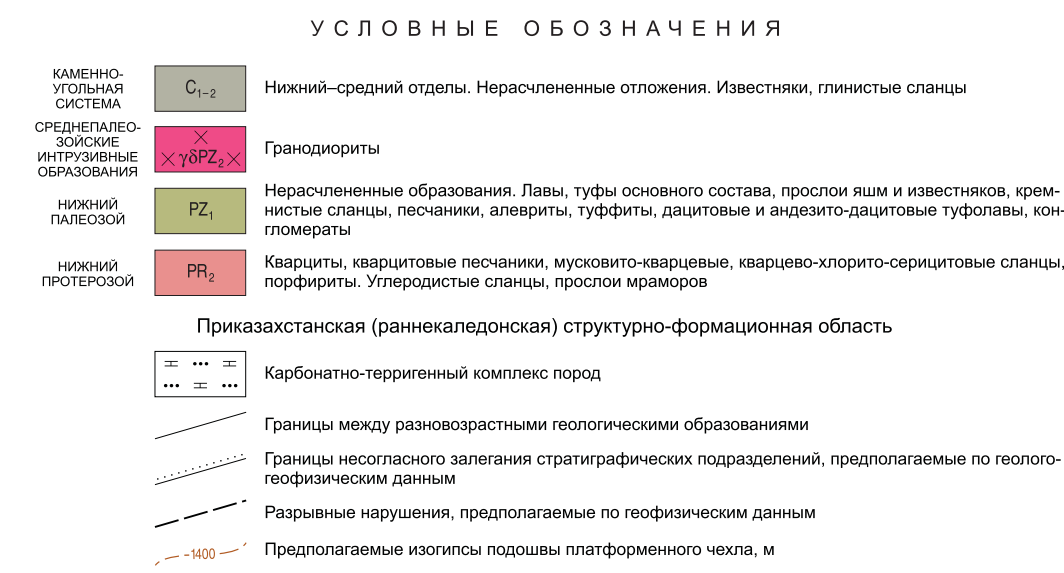 УСЛОВНЫЕ ОБОЗНАЧЕНИЯ
КАМЕННО-
УГОЛЬНАЯ
СИСТЕМА
C₁₋₂
Нижний–средний отделы. Нерасчлененные отложения. Известняки, глинистые сланцы
СРЕДНЕПАЛЕО-
ЗОЙСКИЕ
ИНТРУЗИВНЫЕ
ОБРАЗОВАНИЯ
γδPZ₂
Гранодиориты
НИЖНИЙ
ПАЛЕОЗОЙ
PZ₁
Нерасчлененные образования. Лавы, туфы основного состава, прослои яшм и известняков, крем-
нистые сланцы, песчаники, алевриты, туффиты, дацитовые и андезито-дацитовые туфолавы, кон-
гломераты
НИЖНИЙ
ПРОТЕРОЗОЙ
PR₂
Кварциты, кварцитовые песчаники, мусковито-кварцевые, кварцево-хлорито-серицитовые сланцы,
порфириты. Углеродистые сланцы, прослои мраморов
Приказахстанская (раннекаледонская) структурно-формационная область
Карбонатно-терригенный комплекс пород
Границы между разновозрастными геологическими образованиями
Границы несогласного залегания стратиграфических подразделений, предполагаемые по геолого-
геофизическим данным
Разрывные нарушения, предполагаемые по геофизическим данным
–1400
Предполагаемые изогипсы подошвы платформенного чехла, м